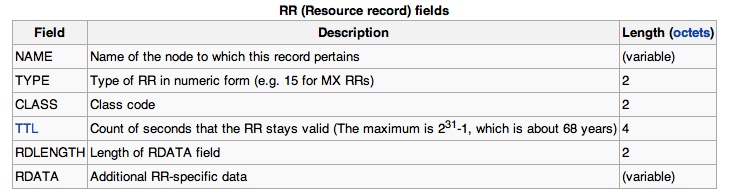 RR (Resource record) fields
Field Description Length (octets)
NAME Name of the node to which this record pertains (variable)
TYPE Type of RR in numeric form (e.g. 15 for MX RRs) 2
CLASS Class code 2
TTL Count of seconds that the RR stays valid (The maximum is 2³¹-1, which is about 68 years) 4
RDLENGTH Length of RDATA field 2
RDATA Additional RR-specific data (variable)